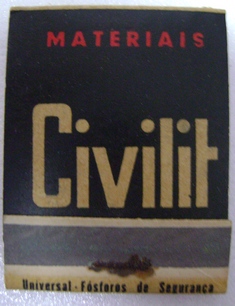 MATERIAIS
Civilit
Universal - Fósforos de Segurança